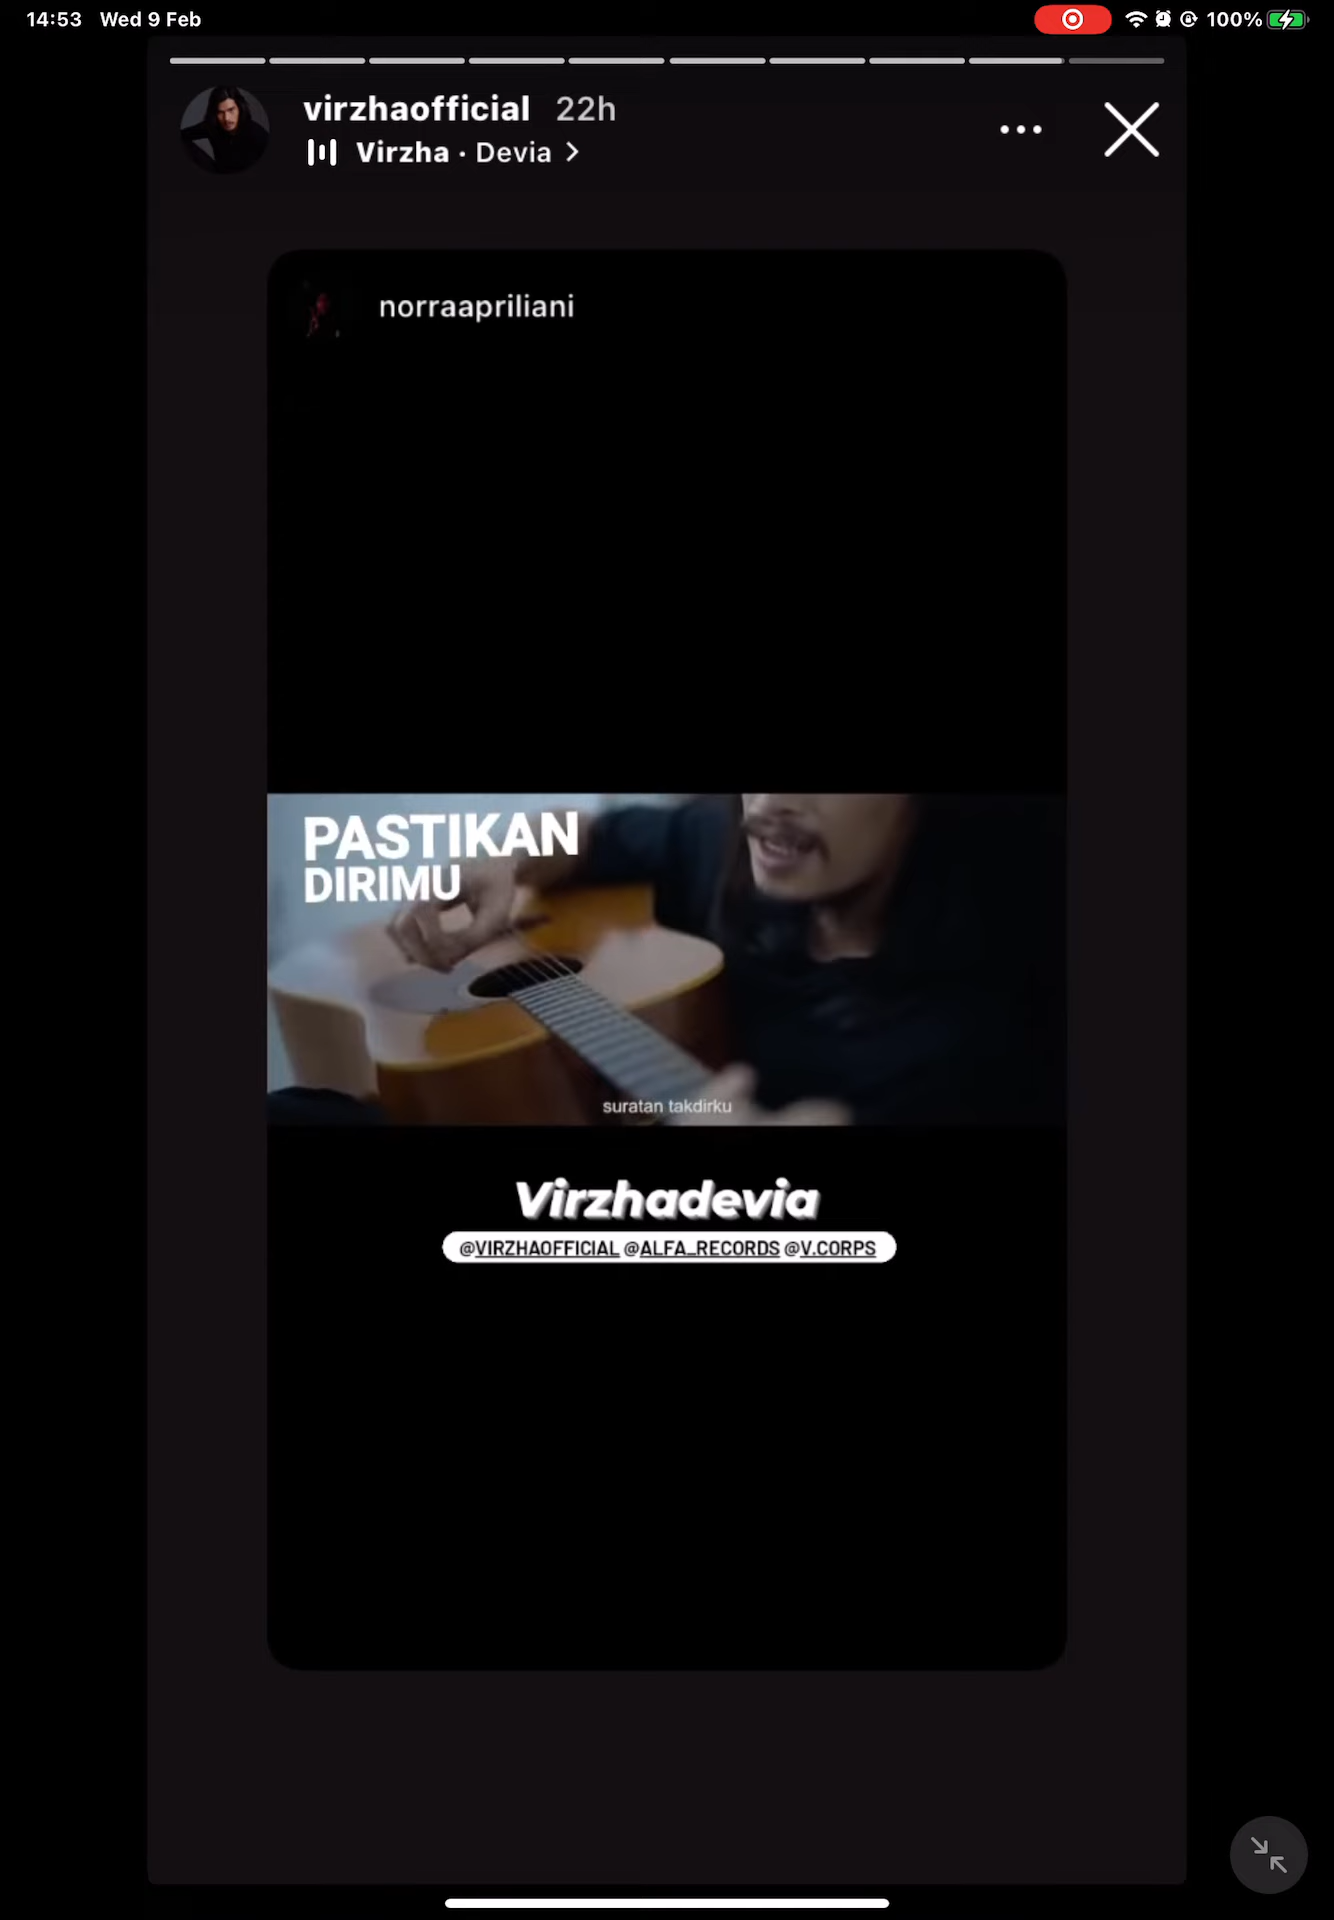 14:53 Wed 9 Feb
100%
virzhaofficial 22h
Virzha · Devia >
norraapriliani
PASTIKAN
DIRIMU
suratan takdirku
Virzhadevia
@VIRZHAOFFICIAL @ALFA_RECORDS @V.CORPS